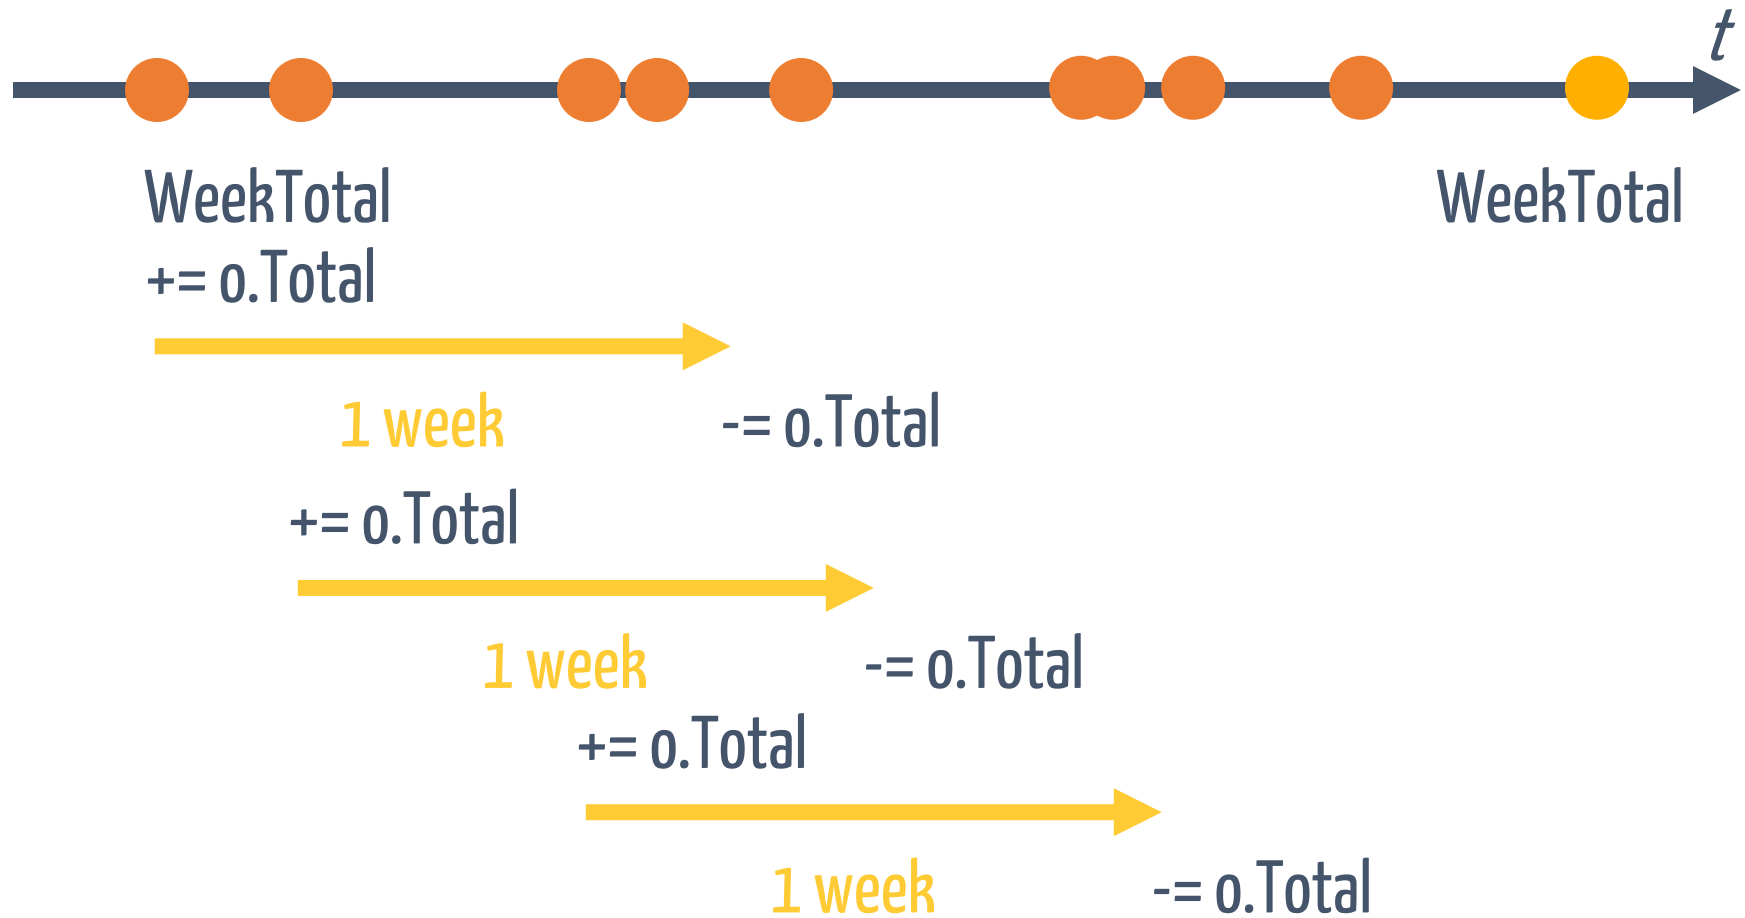 t
WeekTotal
WeekTotal
+= o.Total
1 week
-= o.Total
+= o.Total
1 week
-= o.Total
+= o.Total
1 week
-= o.Total